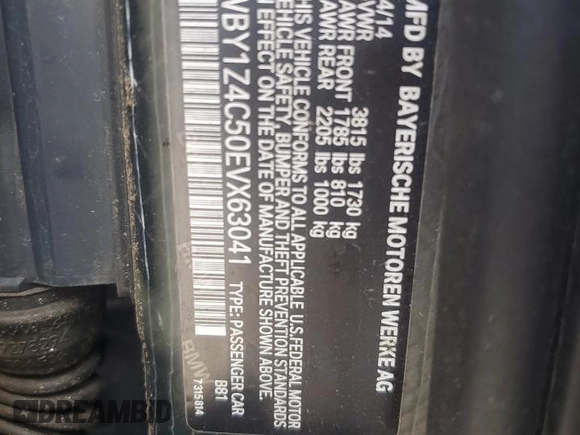 MFD BY BAYERISCHE MOTOREN WERKE AG
4/14
GVWR 3815 lbs 1730 kg
GAWR FRONT 1785 lbs 810 kg
GAWR REAR 2205 lbs 1000 kg
THIS VEHICLE CONFORMS TO ALL APPLICABLE U.S. FEDERAL MOTOR
VEHICLE SAFETY, BUMPER AND THEFT PREVENTION STANDARDS
IN EFFECT ON THE DATE OF MANUFACTURE SHOWN ABOVE.
WBY1Z4C50EVX63041 TYPE: PASSENGER CAR
B81
BMW 7315814
DREAMBID